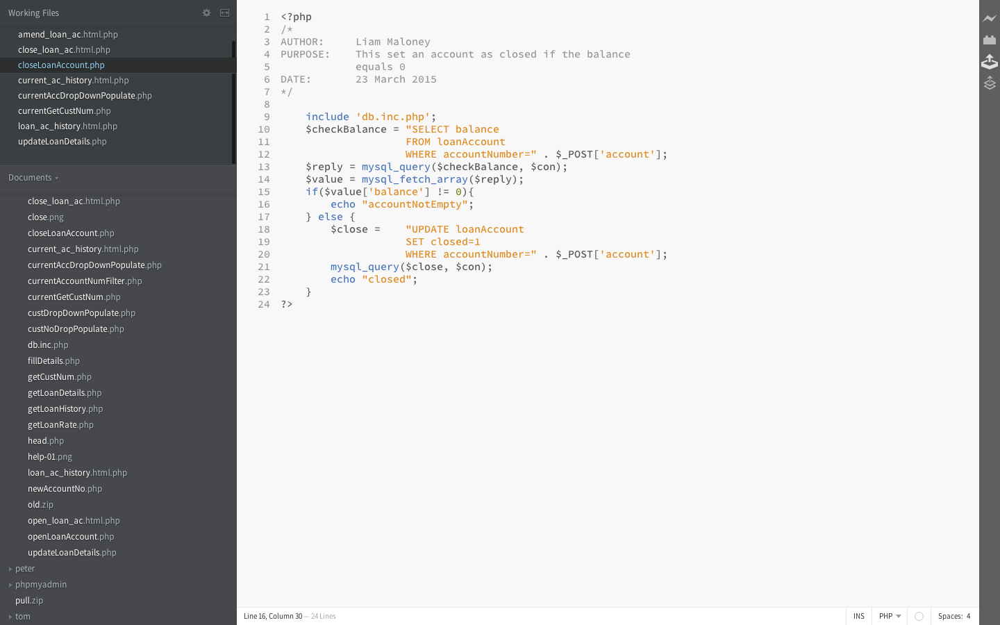 Working Files
amend_loan_ac.html.php
close_loan_ac.html.php
closeLoanAccount.php
current_ac_history.html.php
currentAccDropDownPopulate.php
currentGetCustNum.php
loan_ac_history.html.php
updateLoanDetails.php
Documents
close_loan_ac.html.php
close.png
closeLoanAccount.php
current_ac_history.html.php
currentAccDropDownPopulate.php
currentAccountNumFilter.php
currentGetCustNum.php
custDropDownPopulate.php
custNoDropPopulate.php
db.inc.php
fillDetails.php
getCustNum.php
getLoanDetails.php
getLoanHistory.php
getLoanRate.php
head.php
help-01.png
loan_ac_history.html.php
newAccountNo.php
old.zip
open_loan_ac.html.php
openLoanAccount.php
updateLoanDetails.php
peter
phpmyadmin
pull.zip
tom
1 <?php
2 /*
3 AUTHOR:     Liam Maloney
4 PURPOSE:    This set an account as closed if the balance
5             equals 0
6 DATE:       23 March 2015
7 */
8
9     include 'db.inc.php';
10     $checkBalance = "SELECT balance
11                     FROM loanAccount
12                     WHERE accountNumber=" . $_POST['account'];
13     $reply = mysql_query($checkBalance, $con);
14     $value = mysql_fetch_array($reply);
15     if($value['balance'] != 0){
16         echo "accountNotEmpty";
17     } else {
18         $close =    "UPDATE loanAccount
19                     SET closed=1
20                     WHERE accountNumber=" . $_POST['account'];
21         mysql_query($close, $con);
22         echo "closed";
23     }
24 ?>
Line 16, Column 30 — 24 Lines
INS PHP Spaces: 4